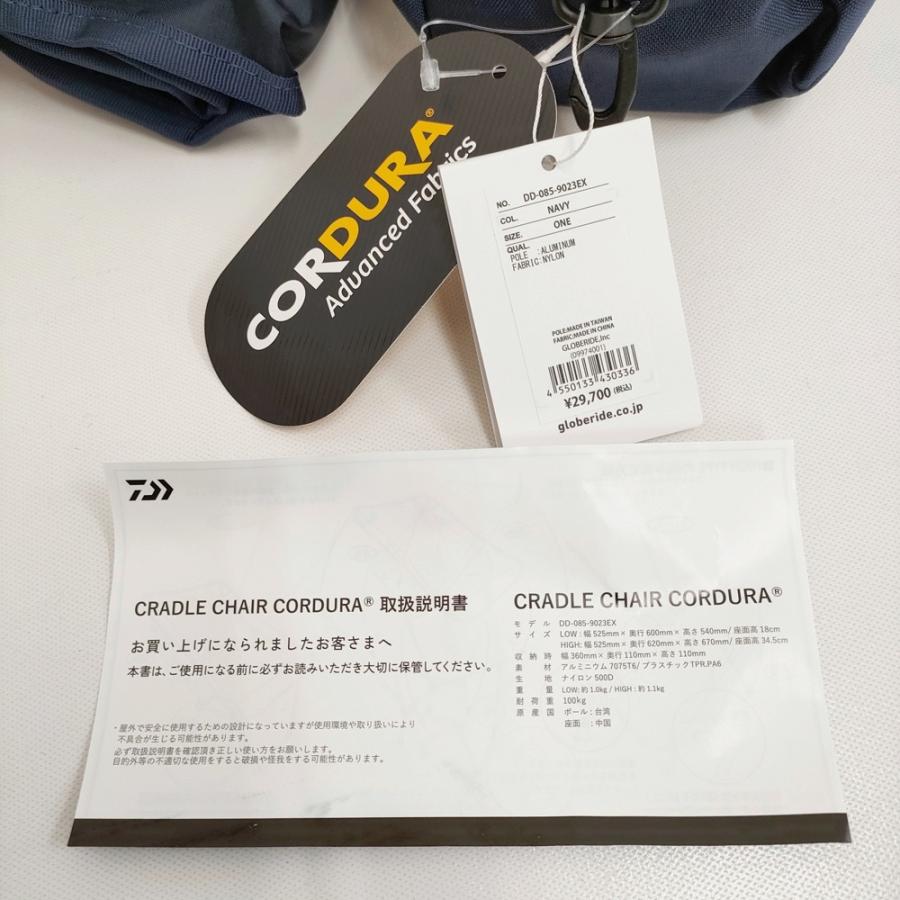 CORDURA®
Advanced Fabrics
NO. DD-085-9023EX
COL. NAVY
SIZE. ONE
QUAL.
POLE :ALUMINUM
FABRIC:NYLON
POLE:MADE IN TAIWAN
FABRIC:MADE IN CHINA
GLOBERIDE,Inc
(09974001)
4 550133 430336
¥29,700 (税込)
globeride.co.jp
CRADLE CHAIR CORDURA® 取扱説明書
お買い上げになられましたお客さまへ
本書は、ご使用になる前に必ずお読みいただき大切に保管してください。
・屋外で安全に使用するための設計になっていますが使用環境や取り扱いにより
不具合が生じる可能性があります。
必ず取扱説明書を確認頂き正しい使い方をお願いします。
目的外等の不適切な使用をすると破損や怪我をする可能性があります。
CRADLE CHAIR CORDURA®
モデル DD-085-9023EX
サイズ LOW : 幅 525mm× 奥行 600mm× 高さ 540mm/ 座面高 18cm
HIGH: 幅 525mm× 奥行 620mm× 高さ 670mm/ 座面高 34.5cm
収納時 幅 360mm× 奥行 110mm× 高さ 110mm
素材 アルミニウム 7075T6/ プラスチックTPR.PA6
生地 ナイロン 500D
重量 LOW: 約 1.0kg / HIGH : 約 1.1kg
耐荷重 100kg
原産国 ポール : 台湾
座面 : 中国